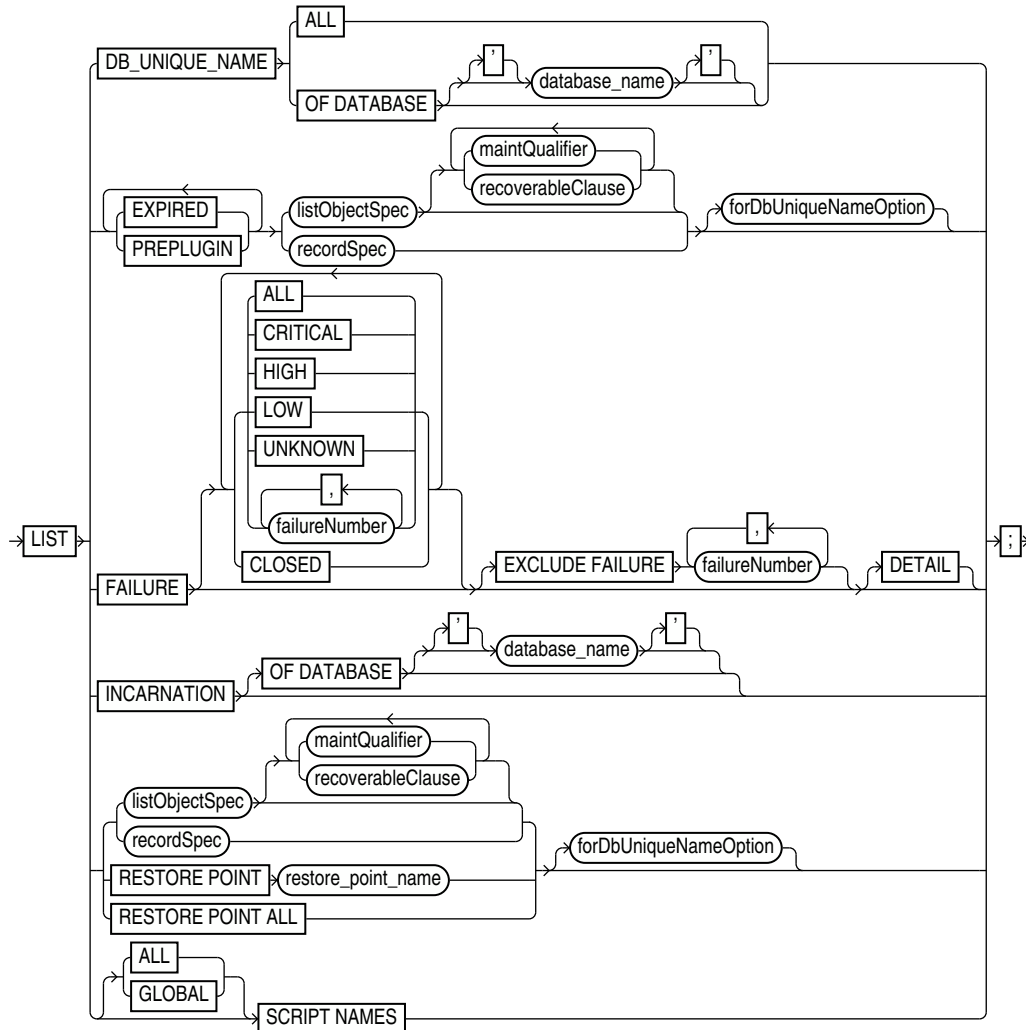 ALL
DB_UNIQUE_NAME
' database_name '
OF DATABASE
maintQualifier
recoverableClause
EXPIRED
PREPLUGIN
listObjectSpec
recordSpec
forDbUniqueNameOption
ALL
CRITICAL
HIGH
LOW
UNKNOWN
,
failureNumber
CLOSED
LIST
FAILURE
EXCLUDE FAILURE
,
failureNumber
DETAIL
;
' database_name '
OF DATABASE
INCARNATION
maintQualifier
recoverableClause
listObjectSpec
recordSpec
forDbUniqueNameOption
RESTORE POINT restore_point_name
RESTORE POINT ALL
ALL
GLOBAL
SCRIPT NAMES